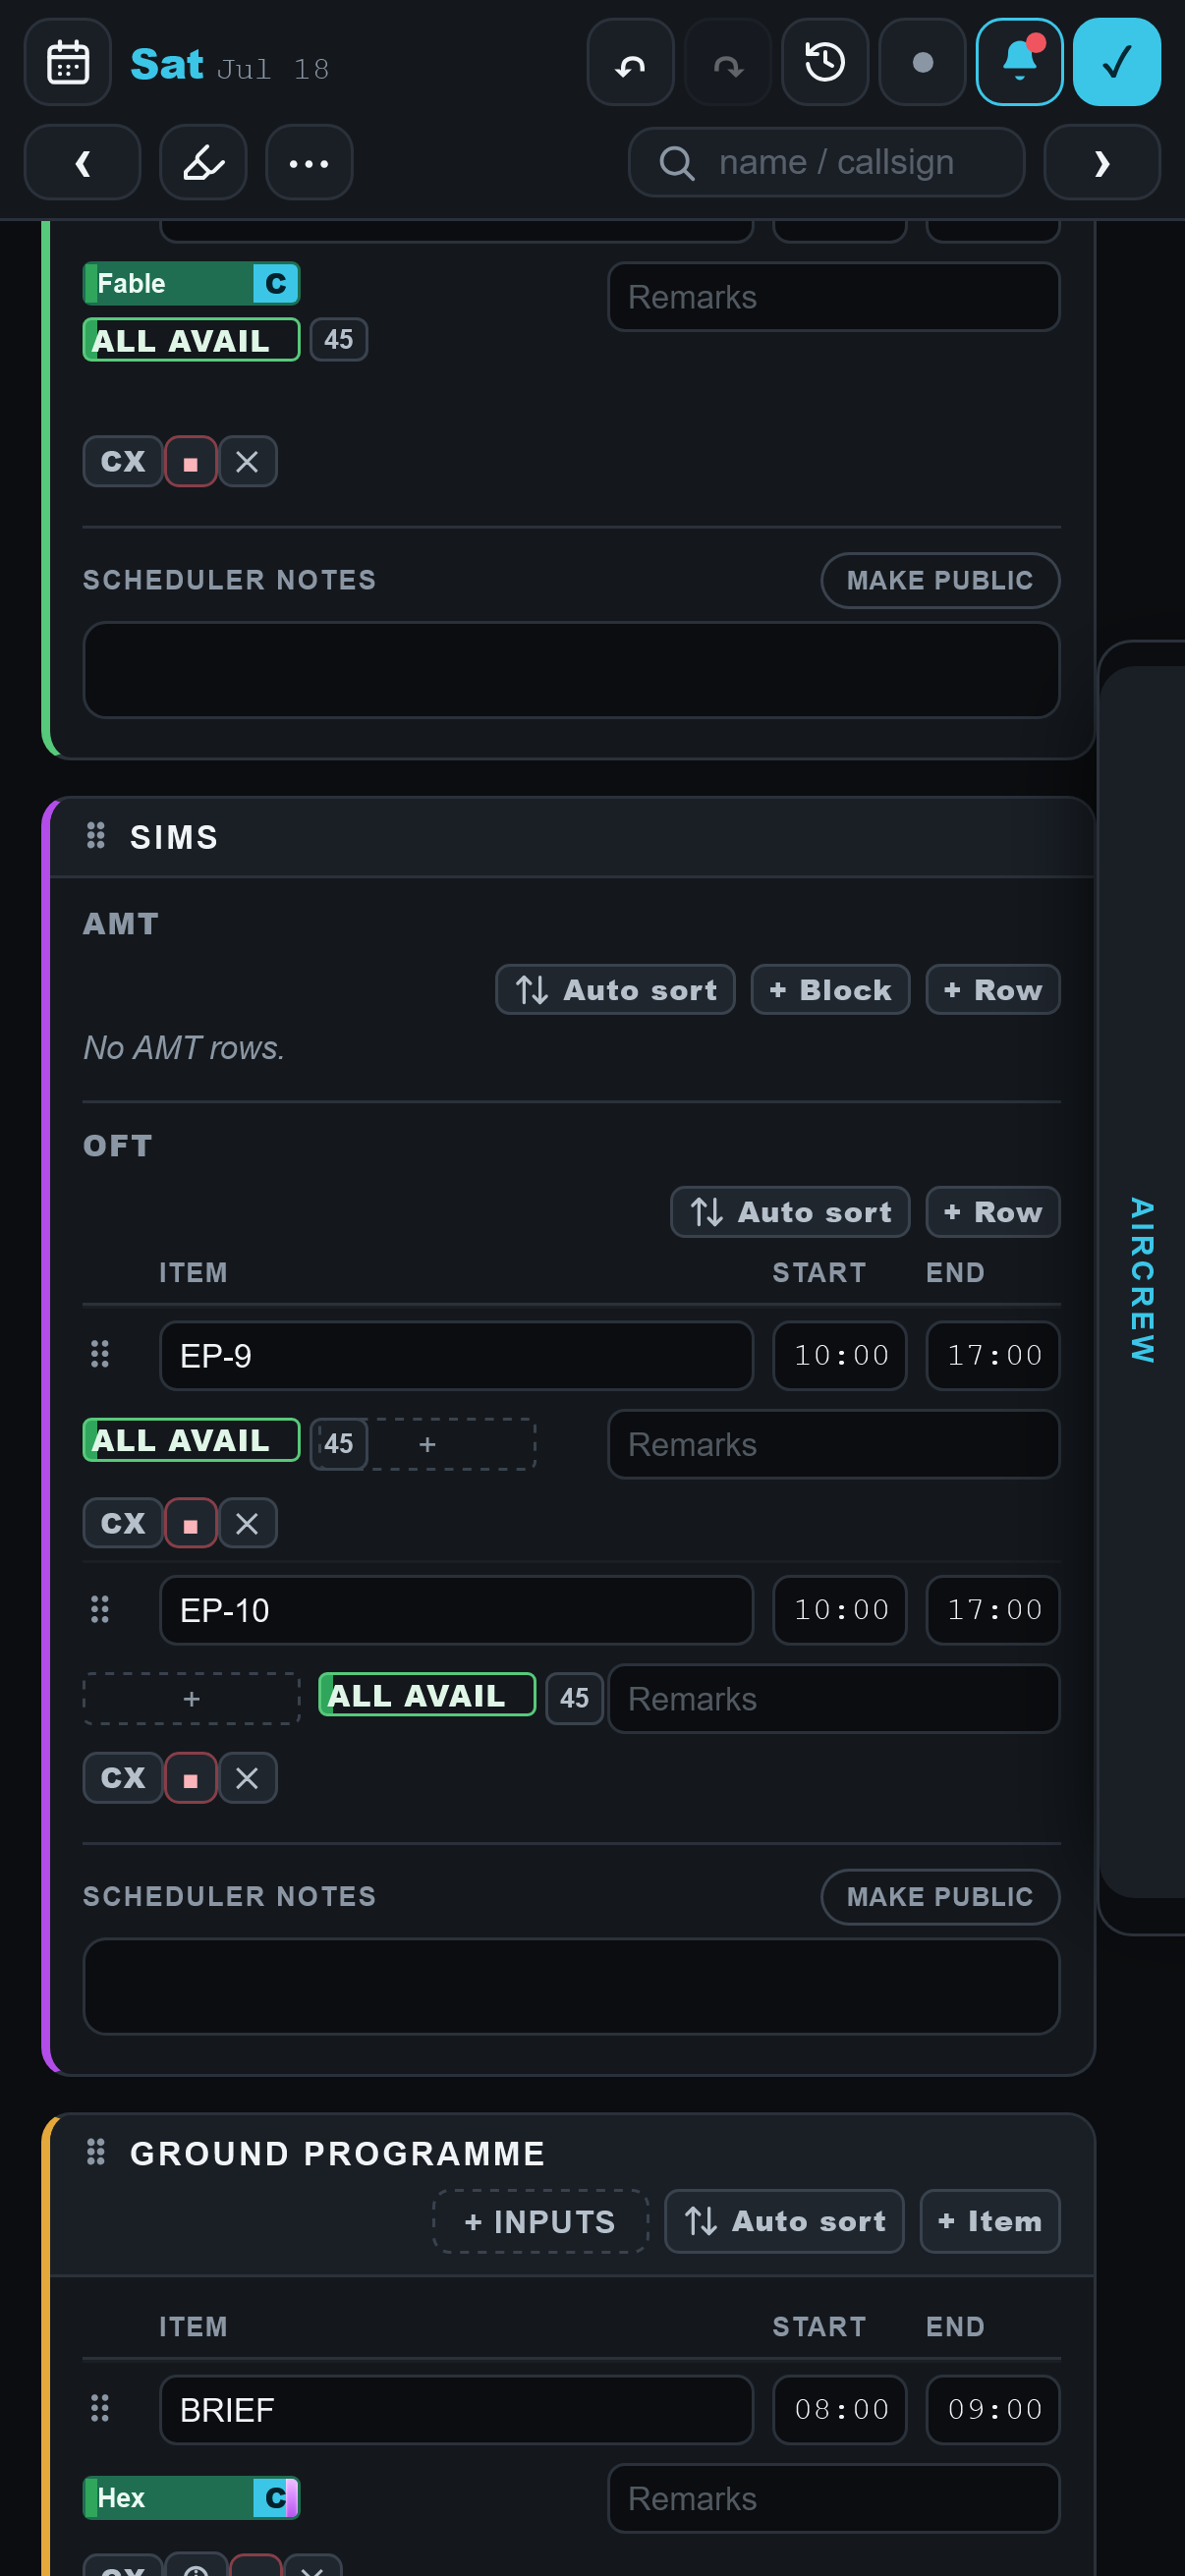 Sat Jul 18
name / callsign
Fable C
Remarks
ALL AVAIL 45
CX
SCHEDULER NOTES MAKE PUBLIC
SIMS
AMT
Auto sort + Block + Row
No AMT rows.
OFT
Auto sort + Row
ITEM START END
EP-9 10:00 17:00
ALL AVAIL 45 + Remarks
CX
EP-10 10:00 17:00
+ ALL AVAIL 45 Remarks
CX
SCHEDULER NOTES MAKE PUBLIC
AIRCREW
GROUND PROGRAMME
+ INPUTS Auto sort + Item
ITEM START END
BRIEF 08:00 09:00
Hex C Remarks
CX